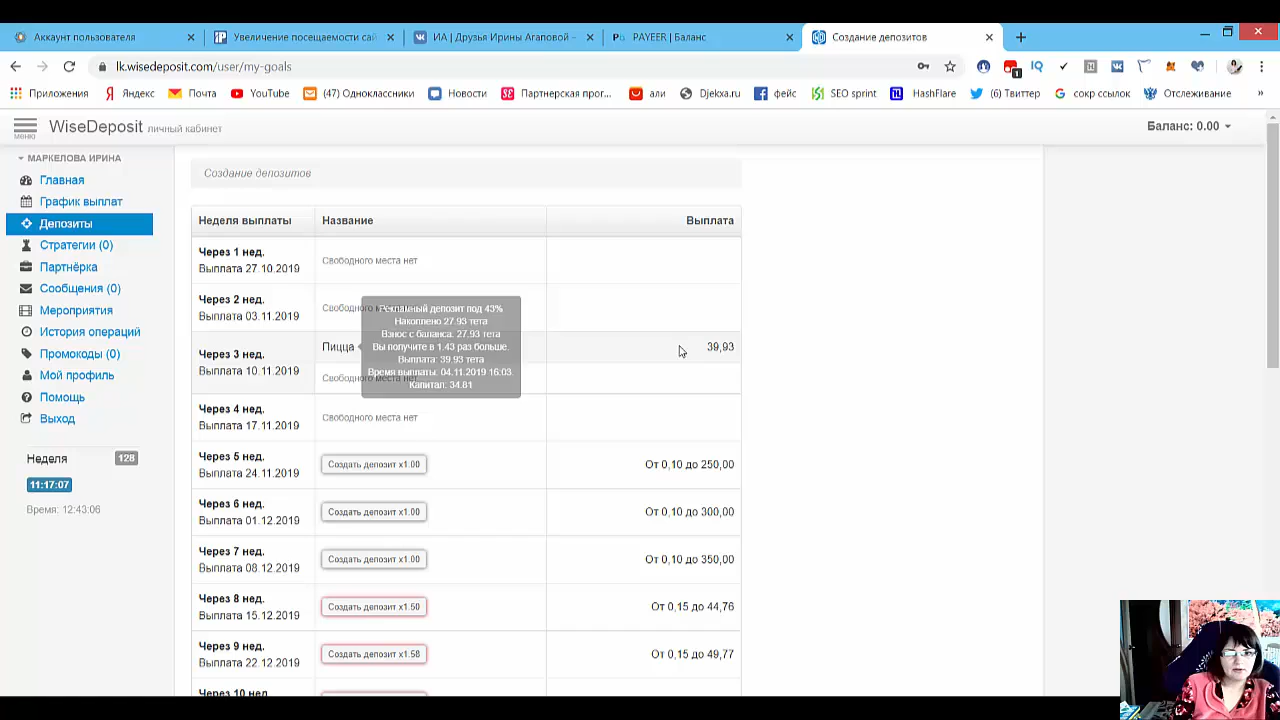 Аккаунт пользователя
Увеличение посещаемости сай
ИА | Друзья Ирины Агаповой –
PAYEER | Баланс
Создание депозитов
lk.wisedeposit.com/user/my-goals
Приложения
Яндекс
Почта
YouTube
(47) Одноклассники
Новости
Партнерская прог...
али
Djekxa.ru
фейс
SEO sprint
HashFlare
(6) Твиттер
сокр ссылок
Отслеживание
»
МЕНЮ
WiseDeposit личный кабинет
Баланс: 0.00
МАРКЕЛОВА ИРИНА
Главная
График выплат
Депозиты
Стратегии (0)
Партнёрка
Сообщения (0)
Мероприятия
История операций
Промокоды (0)
Мой профиль
Помощь
Выход
Неделя 128
11:17:07
Время: 12:43:06
Создание депозитов
Неделя выплаты Название Выплата
Через 1 нед.
Выплата 27.10.2019
Свободного места нет
Через 2 нед.
Выплата 03.11.2019
Через 3 нед.
Выплата 10.11.2019
Пицца
39,93
Рекламный депозит под 43%
Накоплено 27.93 тета
Взнос с баланса: 27,93 тета
Вы получите в 1.43 раз больше.
Выплата: 39.93 тета
Время выплаты: 04.11.2019 16:03.
Капитал: 34.81
Через 4 нед.
Выплата 17.11.2019
Свободного места нет
Через 5 нед.
Выплата 24.11.2019
Создать депозит x1.00
От 0,10 до 250,00
Через 6 нед.
Выплата 01.12.2019
Создать депозит x1.00
От 0,10 до 300,00
Через 7 нед.
Выплата 08.12.2019
Создать депозит x1.00
От 0,10 до 350,00
Через 8 нед.
Выплата 15.12.2019
Создать депозит x1.50
От 0,15 до 44,76
Через 9 нед.
Выплата 22.12.2019
Создать депозит x1.58
От 0,15 до 49,77
Через 10 нед